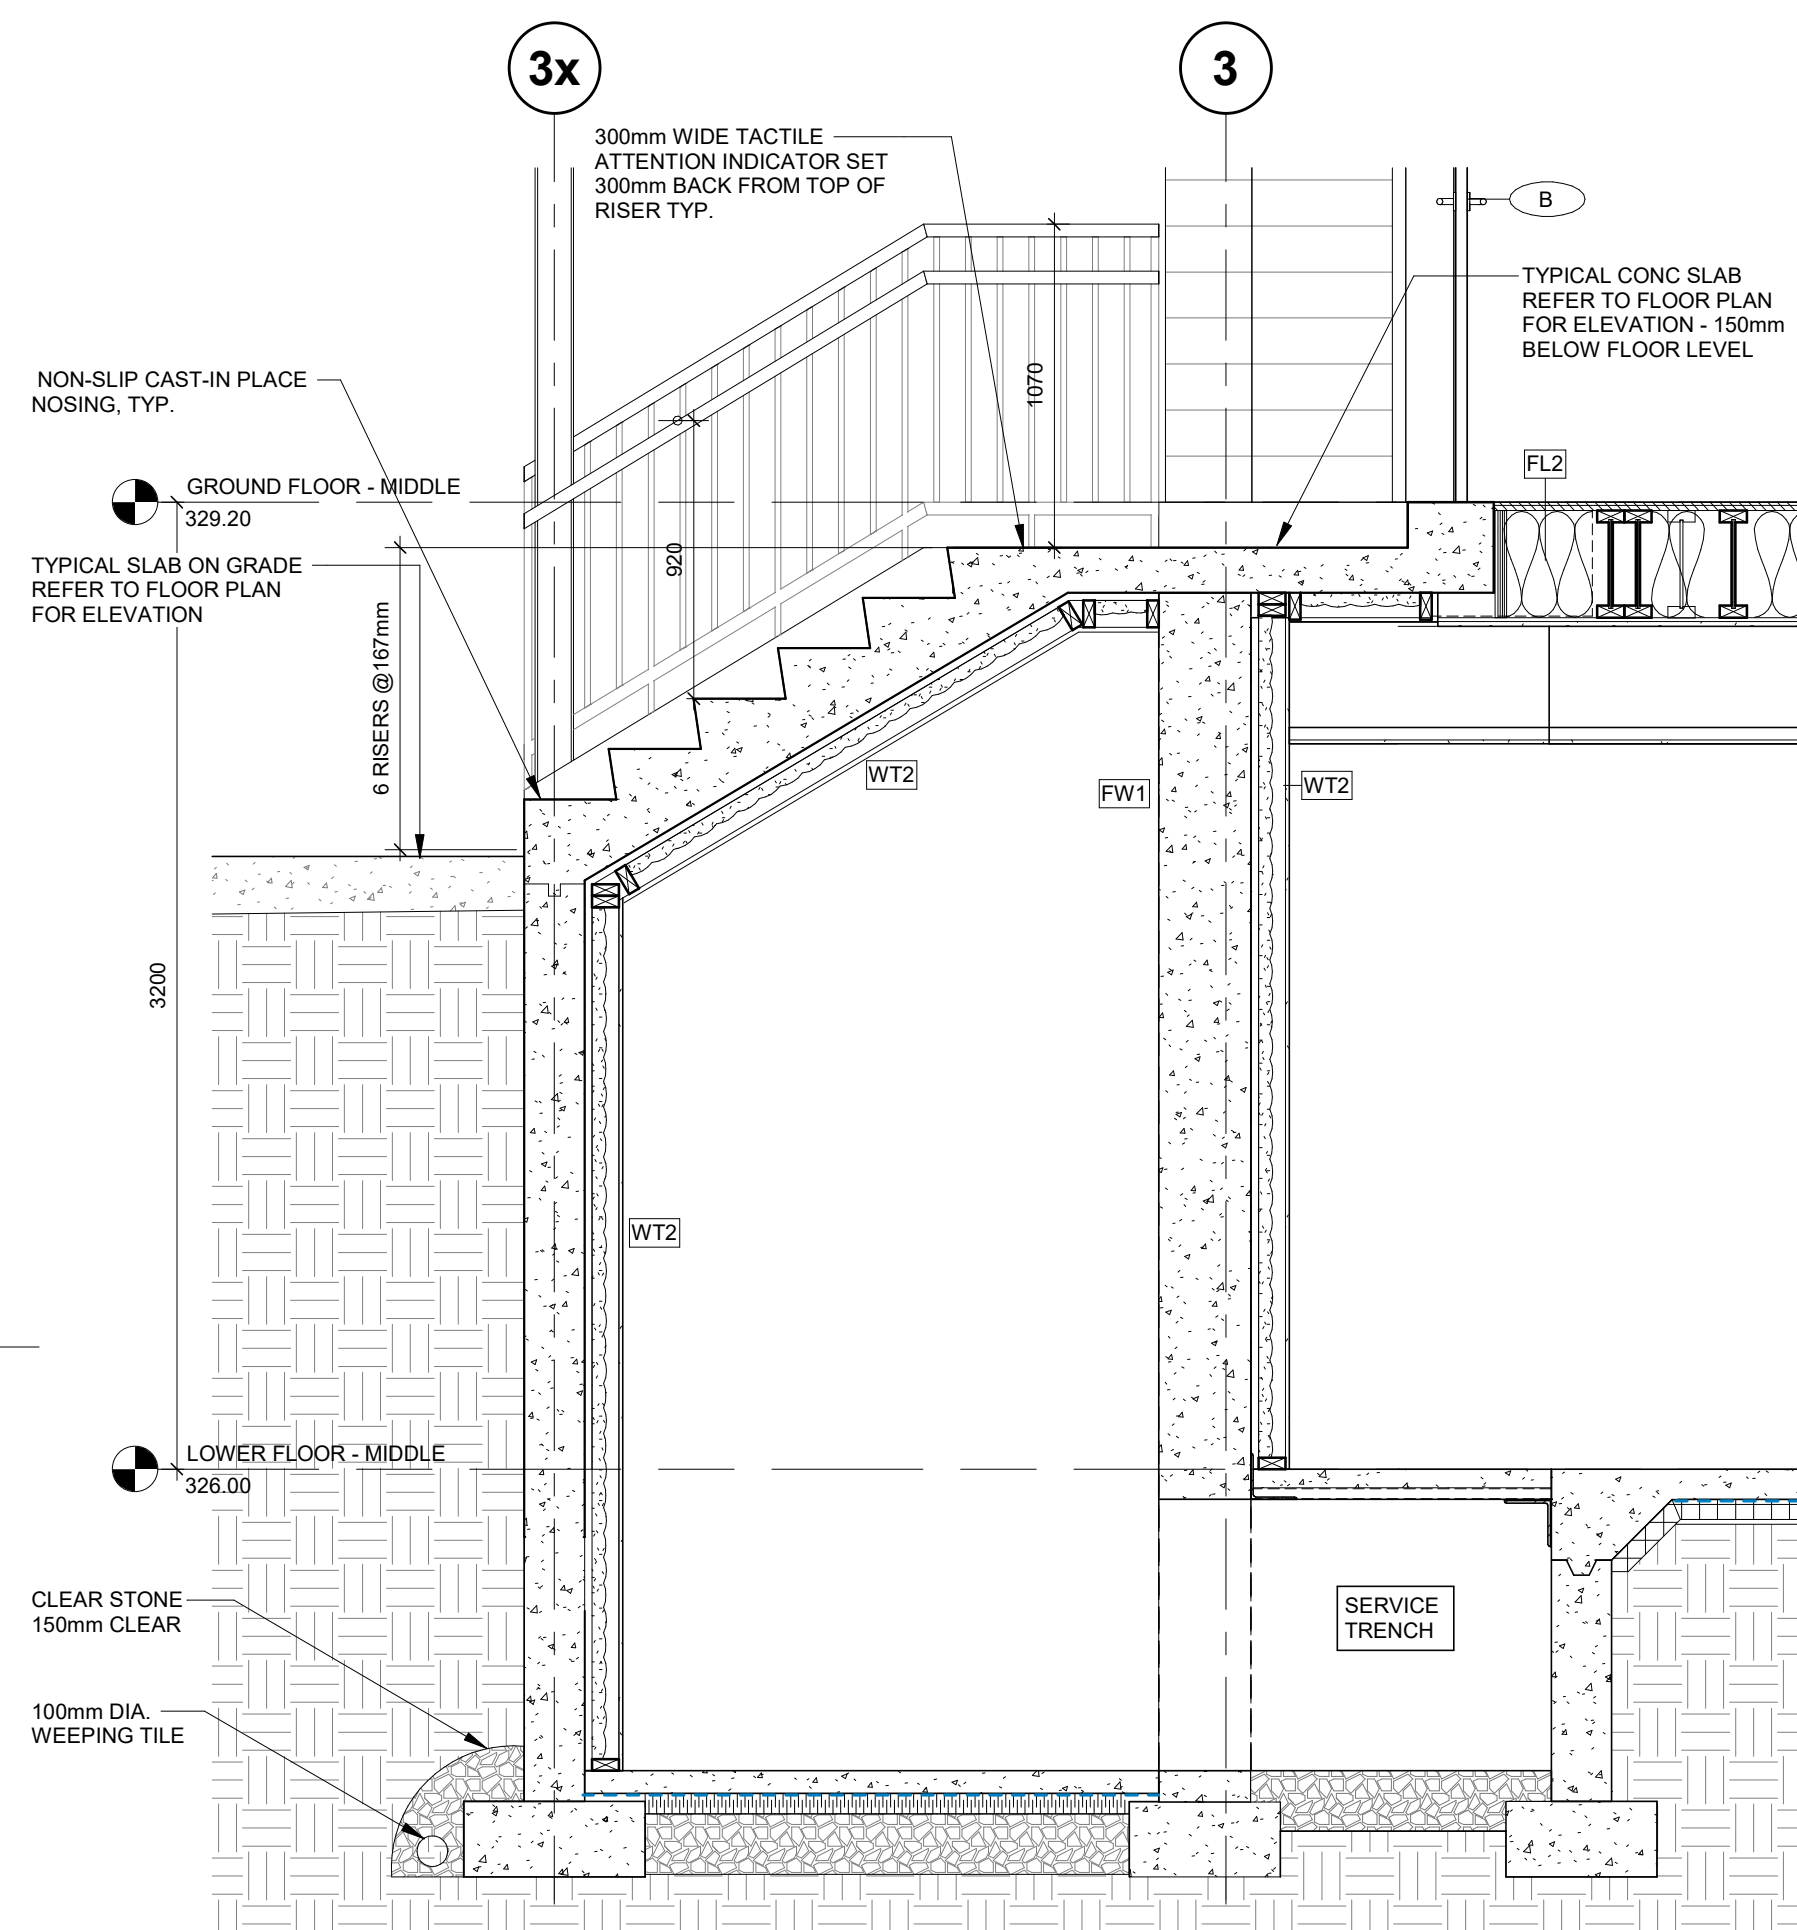 3x
3
300mm WIDE TACTILE
ATTENTION INDICATOR SET
300mm BACK FROM TOP OF
RISER TYP.
B
TYPICAL CONC SLAB
REFER TO FLOOR PLAN
FOR ELEVATION - 150mm
BELOW FLOOR LEVEL
NON-SLIP CAST-IN PLACE
NOSING, TYP.
1070
FL2
GROUND FLOOR - MIDDLE
329.20
920
TYPICAL SLAB ON GRADE
REFER TO FLOOR PLAN
FOR ELEVATION
6 RISERS @167mm
WT2
FW1
WT2
3200
WT2
LOWER FLOOR - MIDDLE
326.00
CLEAR STONE
150mm CLEAR
SERVICE
TRENCH
100mm DIA.
WEEPING TILE